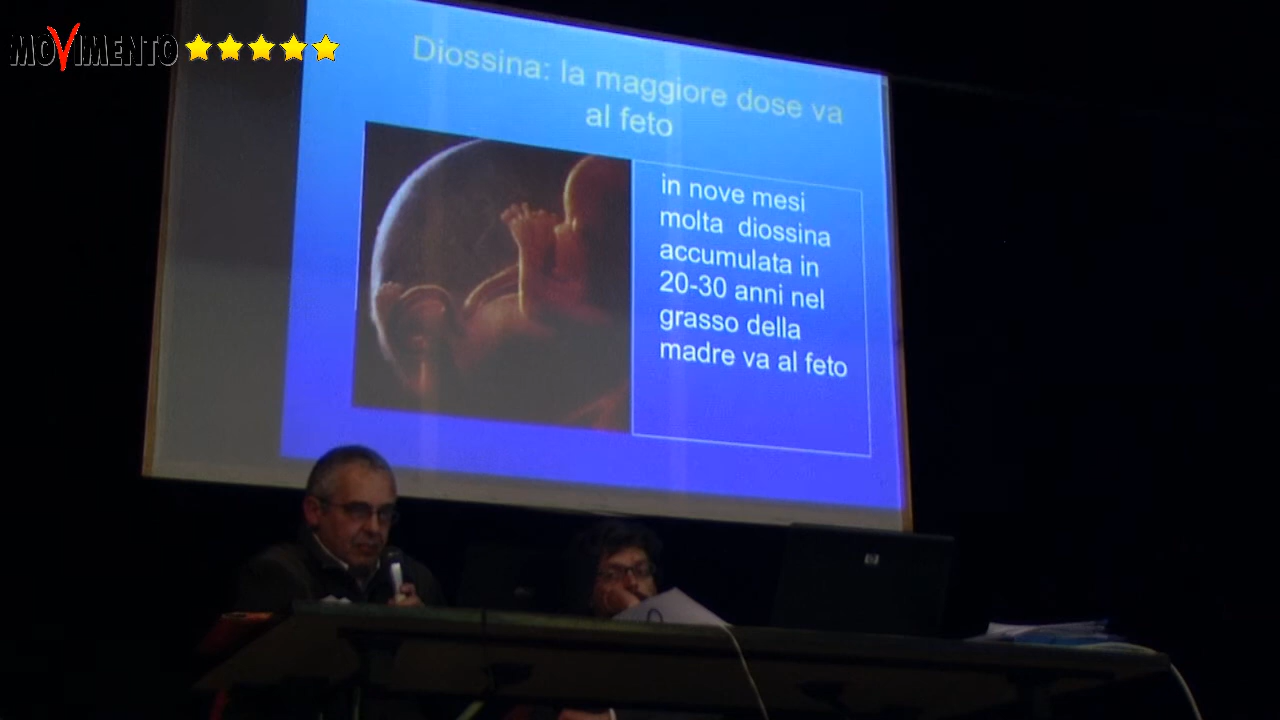 MOVIMENTO
Diossina: la maggiore dose va
al feto
in nove mesi
molta diossina
accumulata in
20-30 anni nel
grasso della
madre va al feto
hp